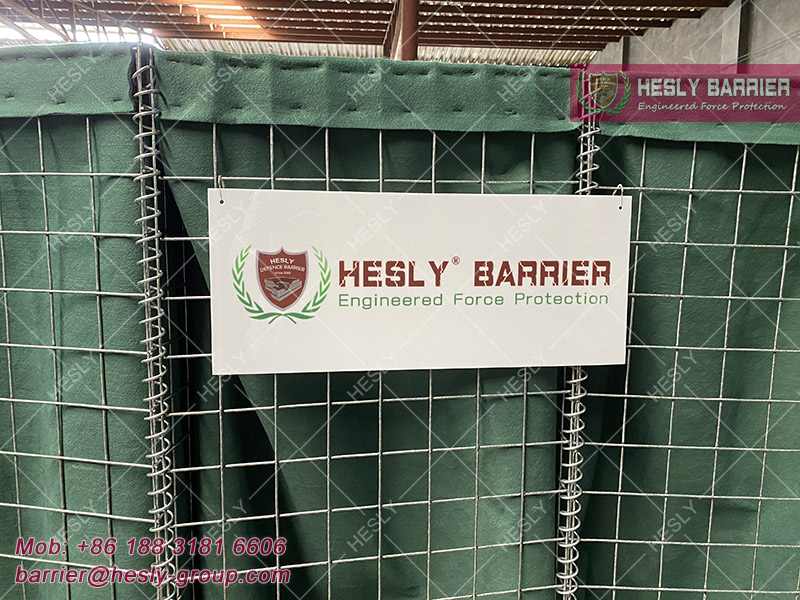 HESLY BARRIER
Engineered Force Protection
HESLY
DEFENCE BARRIER
HESLY® BARRIER
Engineered Force Protection
Mob: +86 188 3181 6606
barrier@hesly-group.com